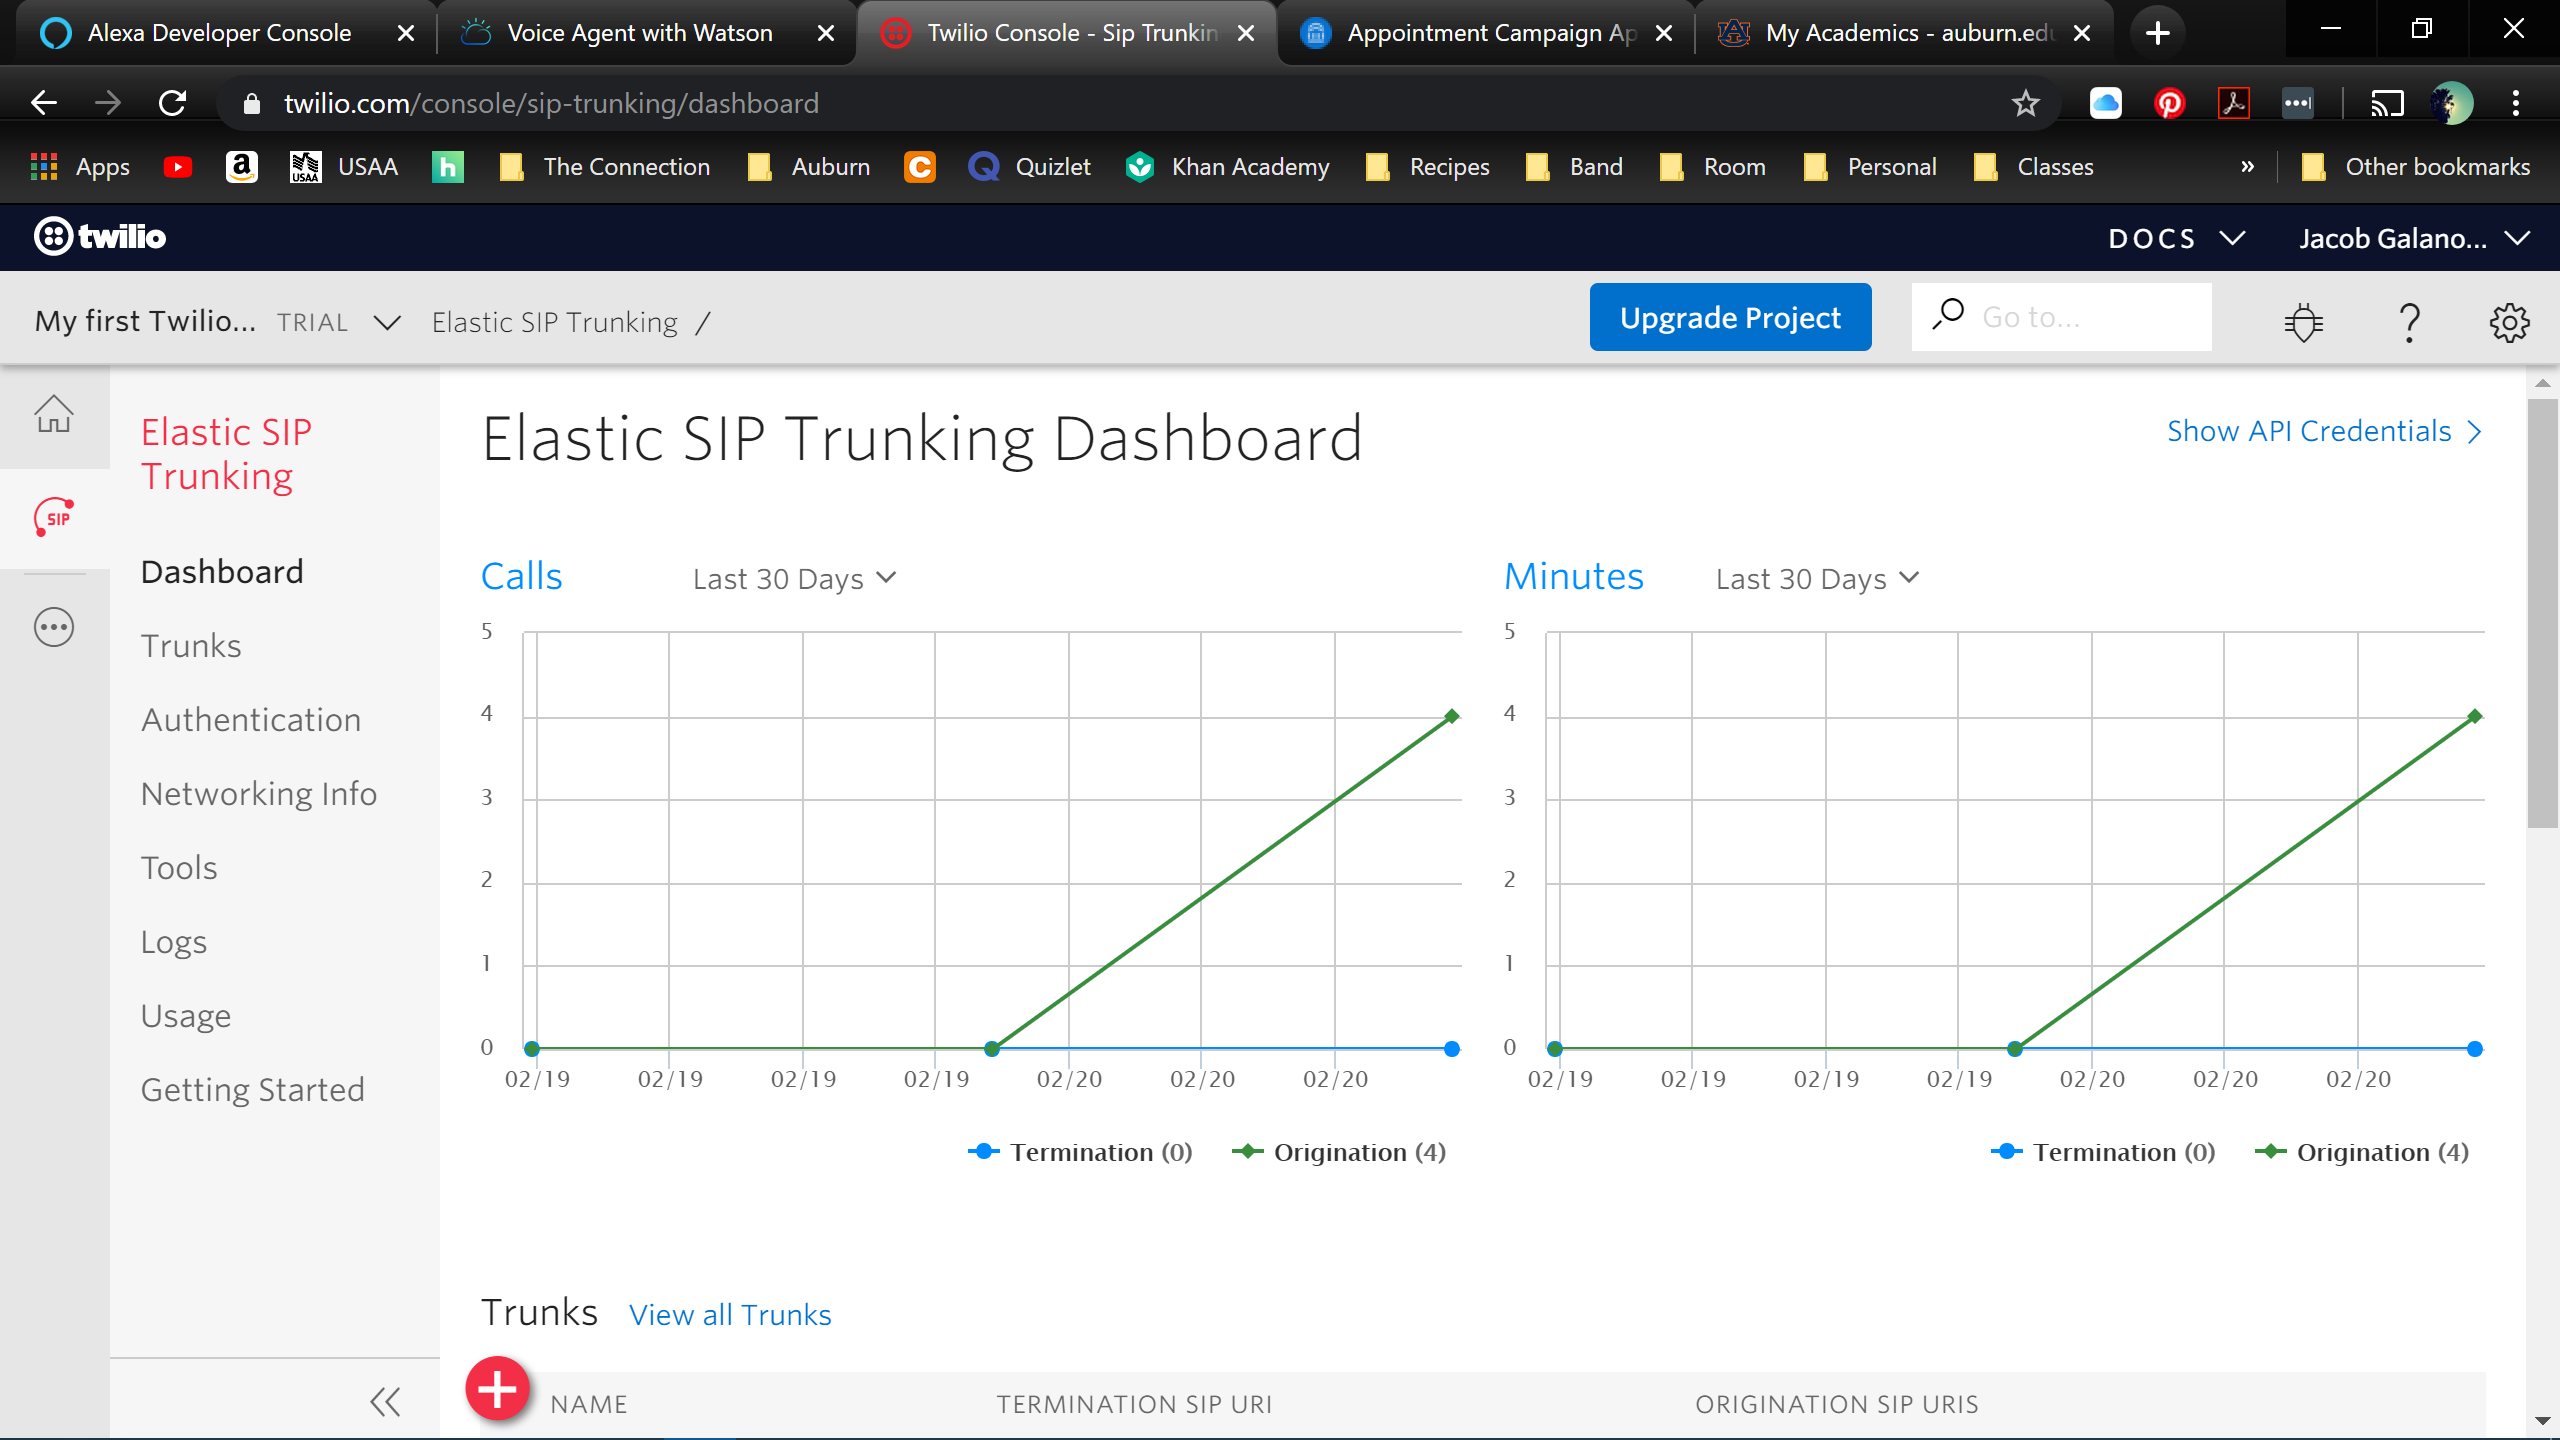 Alexa Developer Console
Voice Agent with Watson
Twilio Console - Sip Trunkin
Appointment Campaign Ap
My Academics - auburn.edu
twilio.com/console/sip-trunking/dashboard
Apps
USAA
The Connection
Auburn
Quizlet
Khan Academy
Recipes
Band
Room
Personal
Classes
»
Other bookmarks
twilio
DOCS
Jacob Galano...
My first Twilio... TRIAL
Elastic SIP Trunking /
Upgrade Project
Go to...
Elastic SIP
Trunking
SIP
Dashboard
Trunks
Authentication
Networking Info
Tools
Logs
Usage
Getting Started
Elastic SIP Trunking Dashboard
Show API Credentials
Calls Last 30 Days
5
4
3
2
1
0
02/19 02/19 02/19 02/19 02/20 02/20 02/20
Termination (0) Origination (4)
Minutes Last 30 Days
5
4
3
2
1
0
02/19 02/19 02/19 02/19 02/20 02/20 02/20
Termination (0) Origination (4)
Trunks View all Trunks
NAME TERMINATION SIP URI ORIGINATION SIP URIS